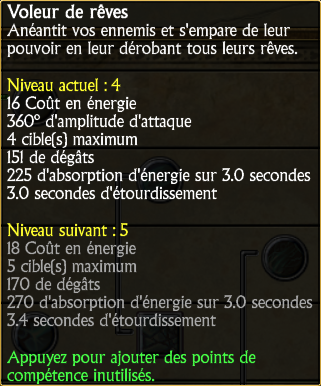 Voleur de rêves
Anéantit vos ennemis et s'empare de leur
pouvoir en leur dérobant tous leurs rêves.
Niveau actuel : 4
16 Coût en énergie
360° d'amplitude d'attaque
4 cible(s) maximum
151 de dégâts
225 d'absorption d'énergie sur 3.0 secondes
3.0 secondes d'étourdissement
Niveau suivant : 5
18 Coût en énergie
5 cible(s) maximum
170 de dégâts
270 d'absorption d'énergie sur 3.0 secondes
3.4 secondes d'étourdissement
Appuyez pour ajouter des points de
compétence inutilisés.